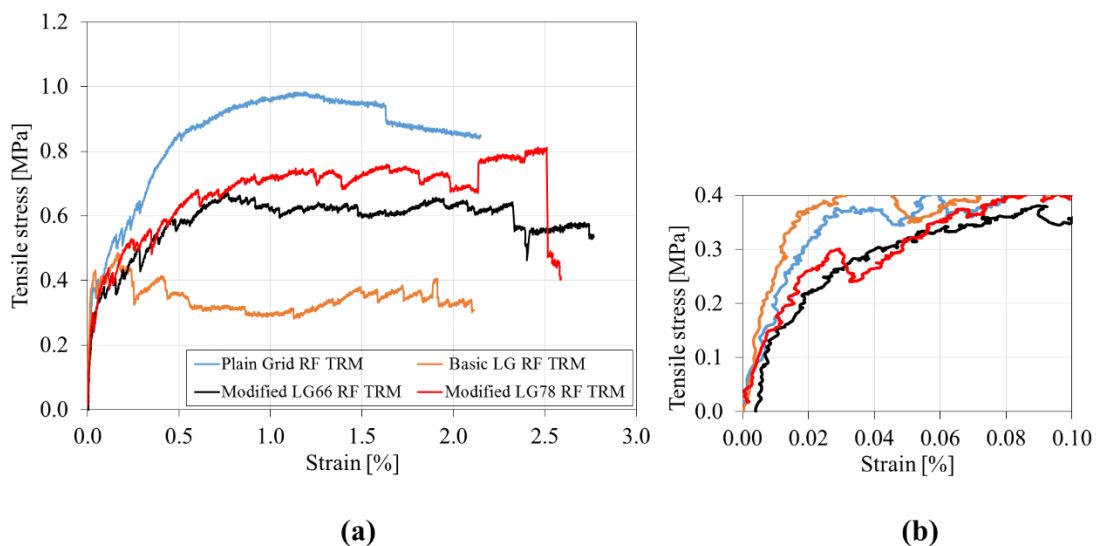 1.2
1.0
0.8
0.6
0.4
0.2
0.0
Tensile stress [MPa]
Plain Grid RF TRM
Basic LG RF TRM
Modified LG66 RF TRM
Modified LG78 RF TRM
0.0 0.5 1.0 1.5 2.0 2.5 3.0
Strain [%]
(a)
0.4
0.3
0.2
0.1
0.0
Tensile stress [MPa]
0.00 0.02 0.04 0.06 0.08 0.10
Strain [%]
(b)